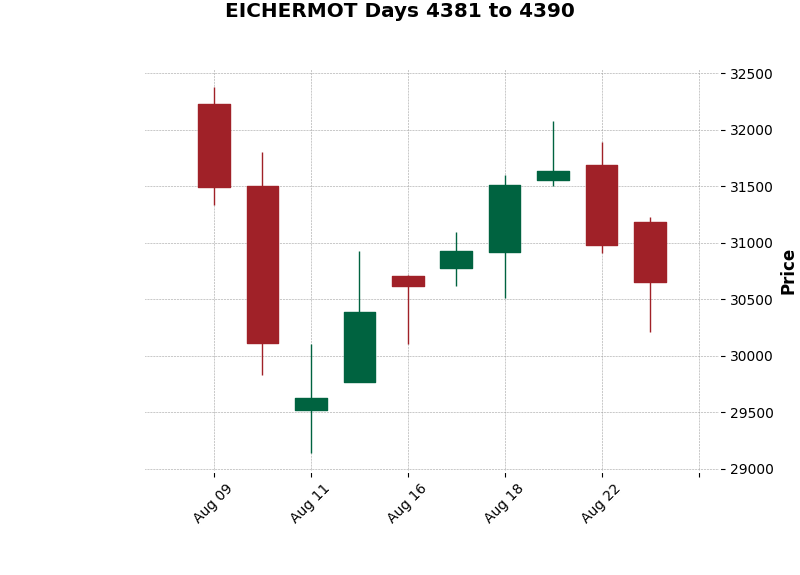 EICHERMOT Days 4381 to 4390
32500
32000
31500
31000
30500
30000
29500
29000
Price
Aug 09
Aug 11
Aug 16
Aug 18
Aug 22